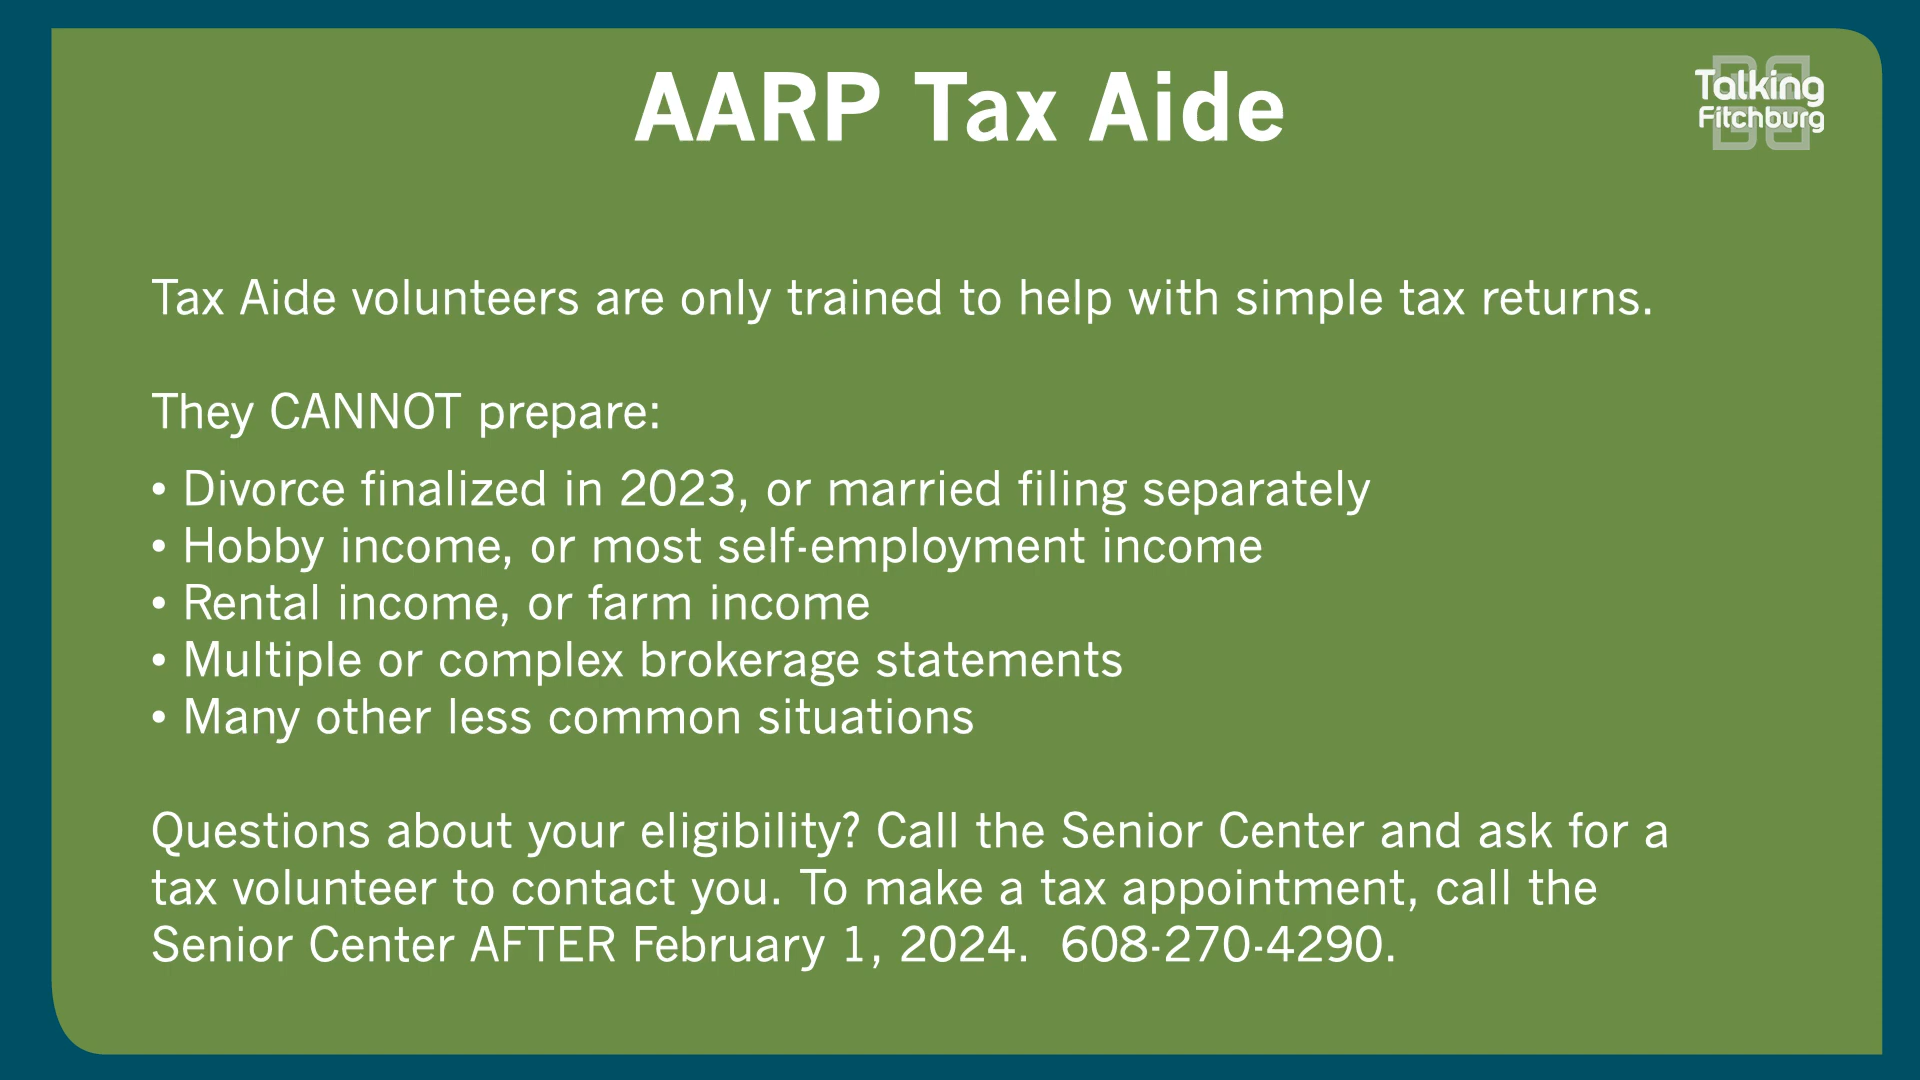 AARP Tax Aide
Talking
Fitchburg
Tax Aide volunteers are only trained to help with simple tax returns.
They CANNOT prepare:
• Divorce finalized in 2023, or married filing separately
• Hobby income, or most self-employment income
• Rental income, or farm income
• Multiple or complex brokerage statements
• Many other less common situations
Questions about your eligibility? Call the Senior Center and ask for a
tax volunteer to contact you. To make a tax appointment, call the
Senior Center AFTER February 1, 2024.  608-270-4290.